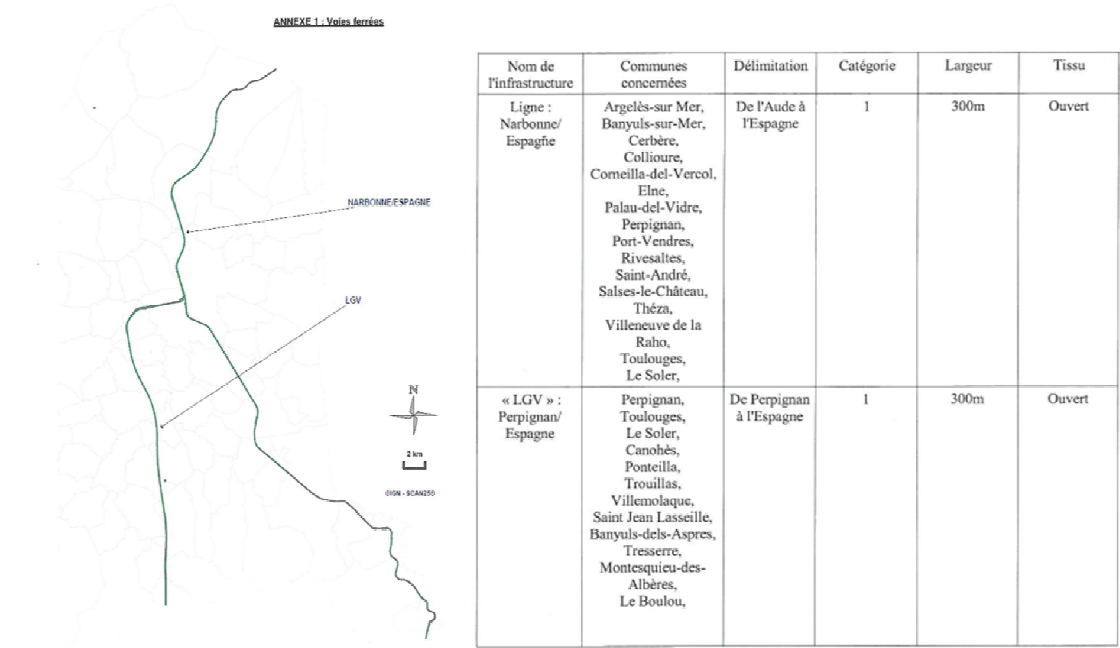 ANNEXE 1 : Voies ferrées
NARBONNE/ESPAGNE
LGV
N
2 km
©IGN - SCAN250
Nom de
l'infrastructure
Communes
concernées
Délimitation
Catégorie
Largeur
Tissu
Ligne :
Narbonne/
Espagne
Argelès-sur Mer,
Banyuls-sur-Mer,
Cerbère,
Collioure,
Corneilla-del-Vercol,
Elne,
Palau-del-Vidre,
Perpignan,
Port-Vendres,
Rivesaltes,
Saint-André,
Salses-le-Château,
Théza,
Villeneuve de la
Raho,
Toulouges,
Le Soler,
De l'Aude à
l'Espagne
1
300m
Ouvert
« LGV » :
Perpignan/
Espagne
Perpignan,
Toulouges,
Le Soler,
Canohès,
Ponteilla,
Trouillas,
Villemolaque,
Saint Jean Lasseille,
Banyuls-dels-Aspres,
Tresserre,
Montesquieu-des-
Albères,
Le Boulou,
De Perpignan
à l'Espagne
1
300m
Ouvert